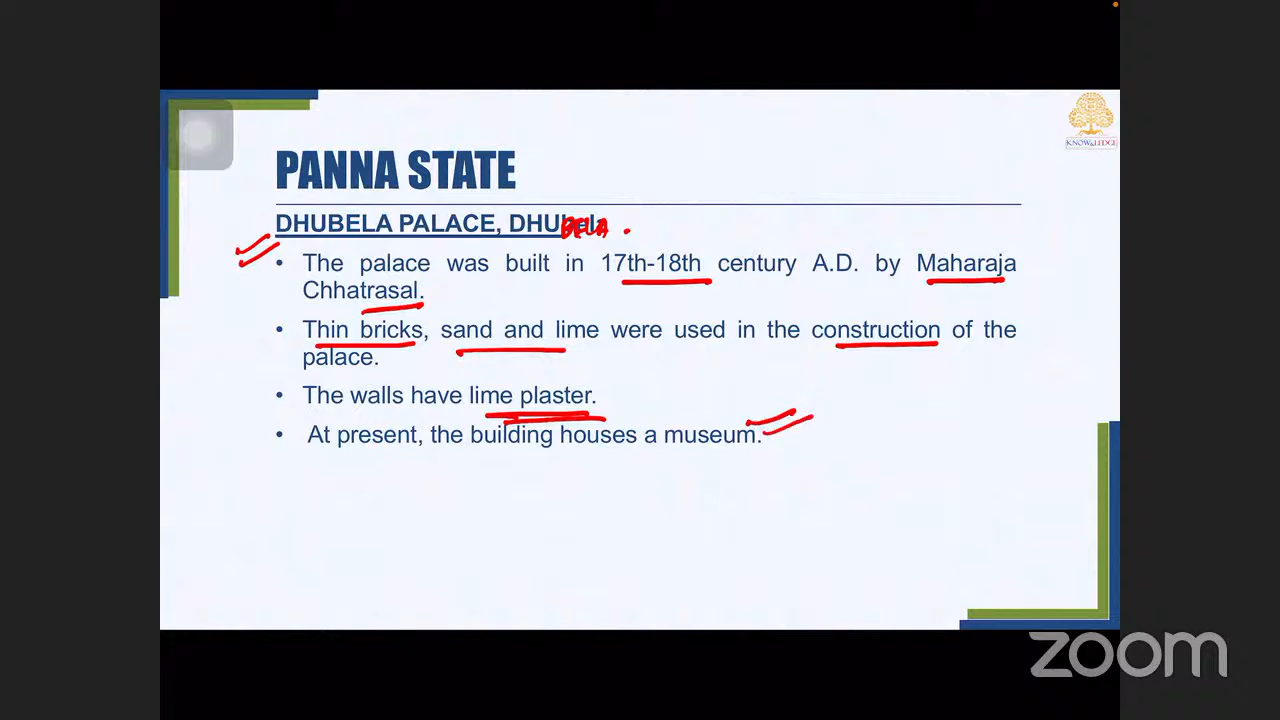 KNOWLEDGE
PANNA STATE
DHUBELA PALACE, DHUBELA.
• The palace was built in 17th-18th century A.D. by Maharaja
Chhatrasal.
• Thin bricks, sand and lime were used in the construction of the
palace.
• The walls have lime plaster.
• At present, the building houses a museum.
zoom